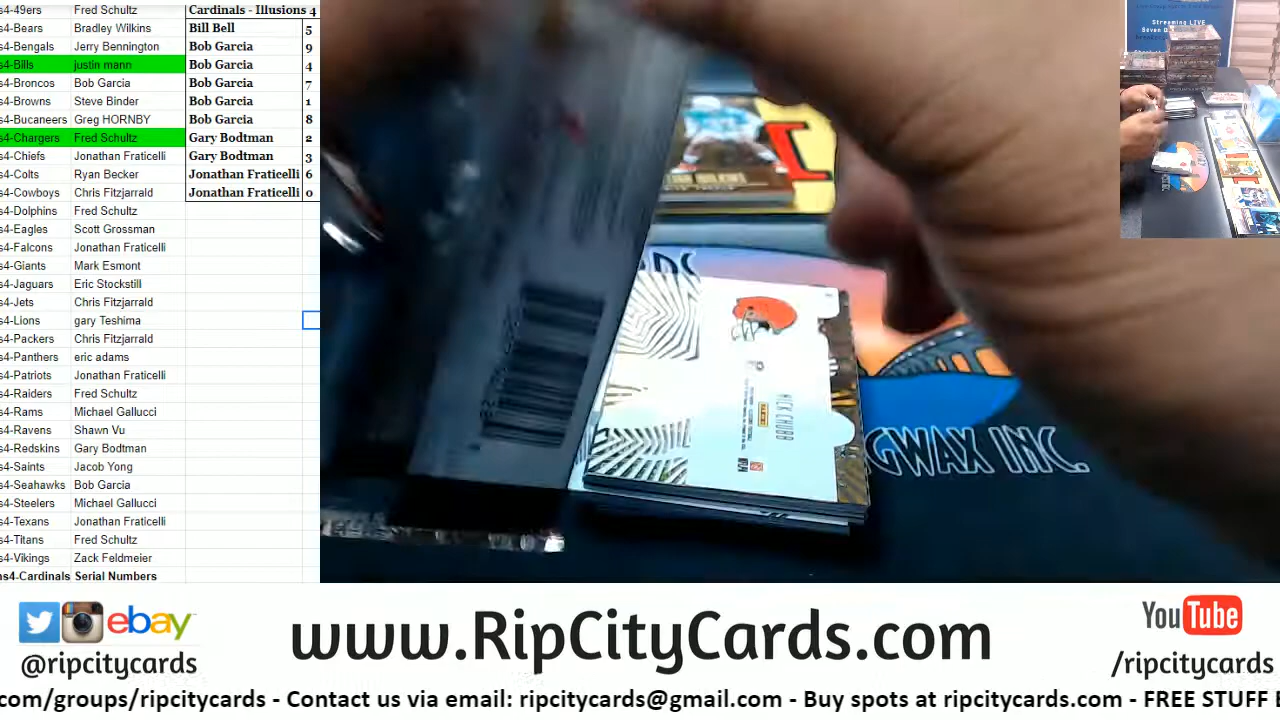 s4-49ers Fred Schultz Cardinals - Illusions 4
s4-Bears Bradley Wilkins Bill Bell 5
s4-Bengals Jerry Bennington Bob Garcia 9
s4-Bills justin mann Bob Garcia 4
s4-Broncos Bob Garcia Bob Garcia 7
s4-Browns Steve Binder Bob Garcia 1
s4-Bucaneers Greg HORNBY Bob Garcia 8
s4-Chargers Fred Schultz Gary Bodtman 2
s4-Chiefs Jonathan Fraticelli Gary Bodtman 3
s4-Colts Ryan Becker Jonathan Fraticelli 6
s4-Cowboys Chris Fitzjarrald Jonathan Fraticelli 0
s4-Dolphins Fred Schultz
s4-Eagles Scott Grossman
s4-Falcons Jonathan Fraticelli
s4-Giants Mark Esmont
s4-Jaguars Eric Stockstill
s4-Jets Chris Fitzjarrald
s4-Lions gary Teshima
s4-Packers Chris Fitzjarrald
s4-Panthers eric adams
s4-Patriots Jonathan Fraticelli
s4-Raiders Fred Schultz
s4-Rams Michael Gallucci
s4-Ravens Shawn Vu
s4-Redskins Gary Bodtman
s4-Saints Jacob Yong
s4-Seahawks Bob Garcia
s4-Steelers Michael Gallucci
s4-Texans Jonathan Fraticelli
s4-Titans Fred Schultz
s4-Vikings Zack Feldmeier
ns4-Cardinals Serial Numbers
Streaming LIVE
NICK CHUBB
PANINI
GWAX INC.
ebay
@ripcitycards
www.RipCityCards.com
YouTube
/ripcitycards
com/groups/ripcitycards - Contact us via email: ripcitycards@gmail.com - Buy spots at ripcitycards.com - FREE STUFF